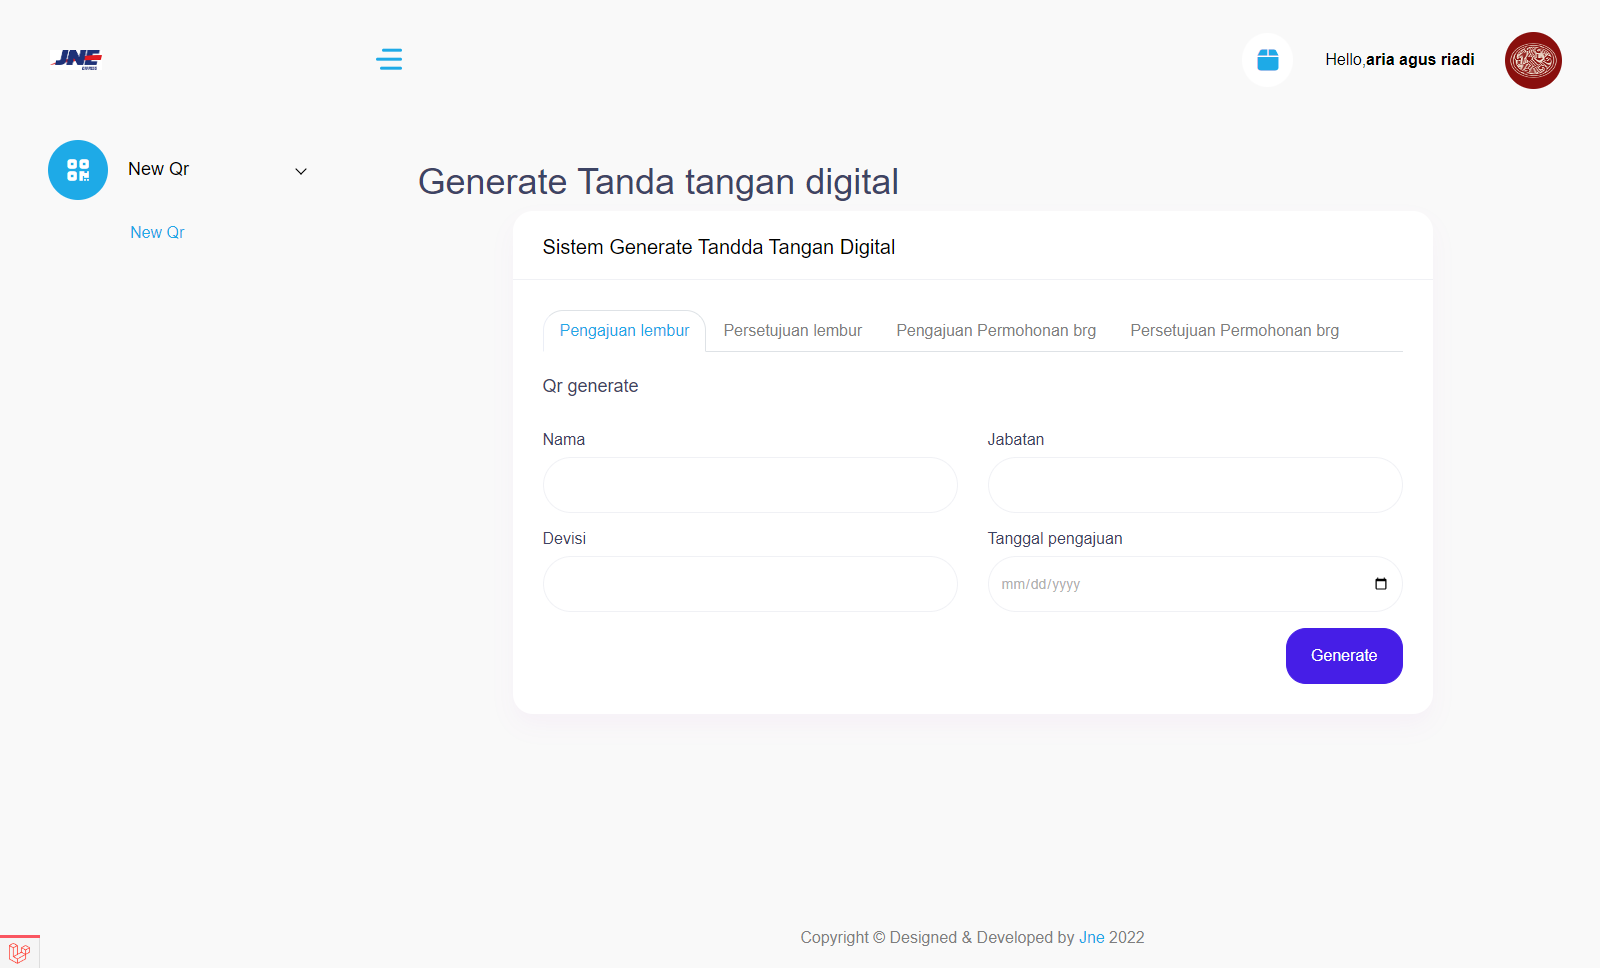 JNE
EXPRESS
Hello,aria agus riadi
New Qr
New Qr
Generate Tanda tangan digital
Sistem Generate Tandda Tangan Digital
Pengajuan lembur
Persetujuan lembur
Pengajuan Permohonan brg
Persetujuan Permohonan brg
Qr generate
Nama
Jabatan
Devisi
Tanggal pengajuan
mm/dd/yyyy
Generate
Copyright © Designed & Developed by Jne 2022